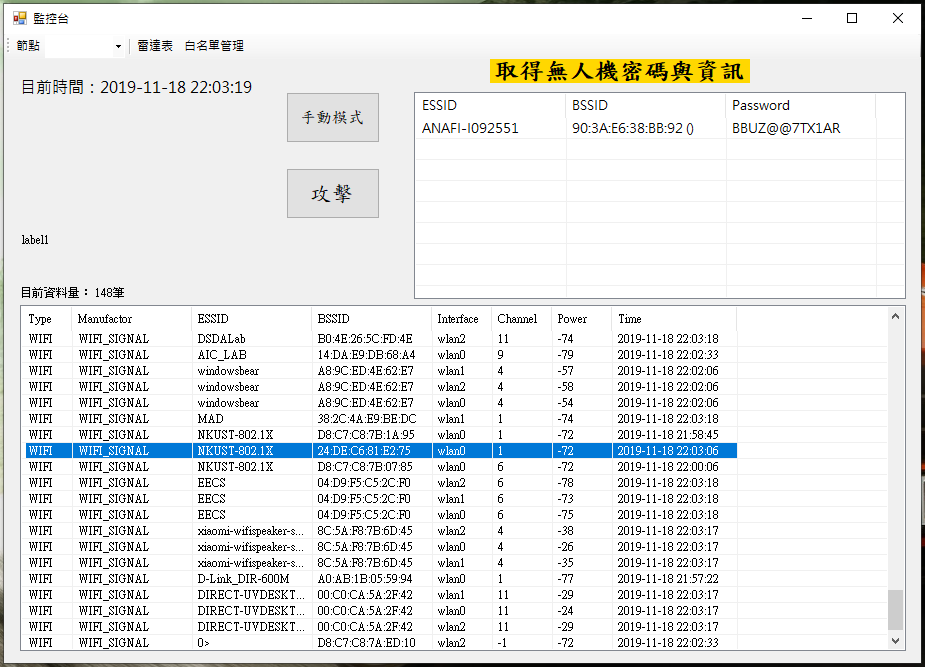 監控台
節點 雷達表 白名單管理
取得無人機密碼與資訊
目前時間：2019-11-18 22:03:19
手動模式
攻擊
ESSID BSSID Password
ANAFI-I092551 90:3A:E6:38:BB:92 () BBUZ@@7TX1AR
label1
目前資料量： 148筆
Type Manufactor ESSID BSSID Interface Channel Power Time
WIFI WIFI_SIGNAL DSDALab B0:4E:26:5C:FD:4E wlan2 11 -74 2019-11-18 22:03:18
WIFI WIFI_SIGNAL AIC_LAB 14:DA:E9:DB:68:A4 wlan0 9 -79 2019-11-18 22:02:33
WIFI WIFI_SIGNAL windowsbear A8:9C:ED:4E:62:E7 wlan1 4 -57 2019-11-18 22:02:06
WIFI WIFI_SIGNAL windowsbear A8:9C:ED:4E:62:E7 wlan2 4 -58 2019-11-18 22:02:06
WIFI WIFI_SIGNAL windowsbear A8:9C:ED:4E:62:E7 wlan0 4 -54 2019-11-18 22:02:06
WIFI WIFI_SIGNAL MAD 38:2C:4A:E9:BE:DC wlan1 1 -74 2019-11-18 22:03:18
WIFI WIFI_SIGNAL NKUST-802.1X D8:C7:C8:7B:1A:95 wlan0 1 -72 2019-11-18 21:58:45
WIFI WIFI_SIGNAL NKUST-802.1X 24:DE:C6:81:E2:75 wlan0 1 -72 2019-11-18 22:03:06
WIFI WIFI_SIGNAL NKUST-802.1X D8:C7:C8:7B:07:85 wlan0 6 -72 2019-11-18 22:00:06
WIFI WIFI_SIGNAL EECS 04:D9:F5:C5:2C:F0 wlan2 6 -78 2019-11-18 22:03:18
WIFI WIFI_SIGNAL EECS 04:D9:F5:C5:2C:F0 wlan1 6 -73 2019-11-18 22:03:18
WIFI WIFI_SIGNAL EECS 04:D9:F5:C5:2C:F0 wlan0 6 -75 2019-11-18 22:03:18
WIFI WIFI_SIGNAL xiaomi-wifispeaker-s... 8C:5A:F8:7B:6D:45 wlan2 4 -38 2019-11-18 22:03:17
WIFI WIFI_SIGNAL xiaomi-wifispeaker-s... 8C:5A:F8:7B:6D:45 wlan0 4 -26 2019-11-18 22:03:17
WIFI WIFI_SIGNAL xiaomi-wifispeaker-s... 8C:5A:F8:7B:6D:45 wlan1 4 -35 2019-11-18 22:03:17
WIFI WIFI_SIGNAL D-Link_DIR-600M A0:AB:1B:05:59:94 wlan0 1 -77 2019-11-18 21:57:22
WIFI WIFI_SIGNAL DIRECT-UVDESKT... 00:C0:CA:5A:2F:42 wlan1 11 -29 2019-11-18 22:03:17
WIFI WIFI_SIGNAL DIRECT-UVDESKT... 00:C0:CA:5A:2F:42 wlan0 11 -24 2019-11-18 22:03:17
WIFI WIFI_SIGNAL DIRECT-UVDESKT... 00:C0:CA:5A:2F:42 wlan2 11 -29 2019-11-18 22:03:17
WIFI WIFI_SIGNAL 0> D8:C7:C8:7A:ED:10 wlan2 -1 -72 2019-11-18 22:02:33